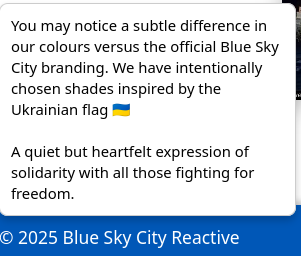 You may notice a subtle difference in
our colours versus the official Blue Sky
City branding. We have intentionally
chosen shades inspired by the
Ukrainian flag 🇺🇦
A quiet but heartfelt expression of
solidarity with all those fighting for
freedom.
© 2025 Blue Sky City Reactive